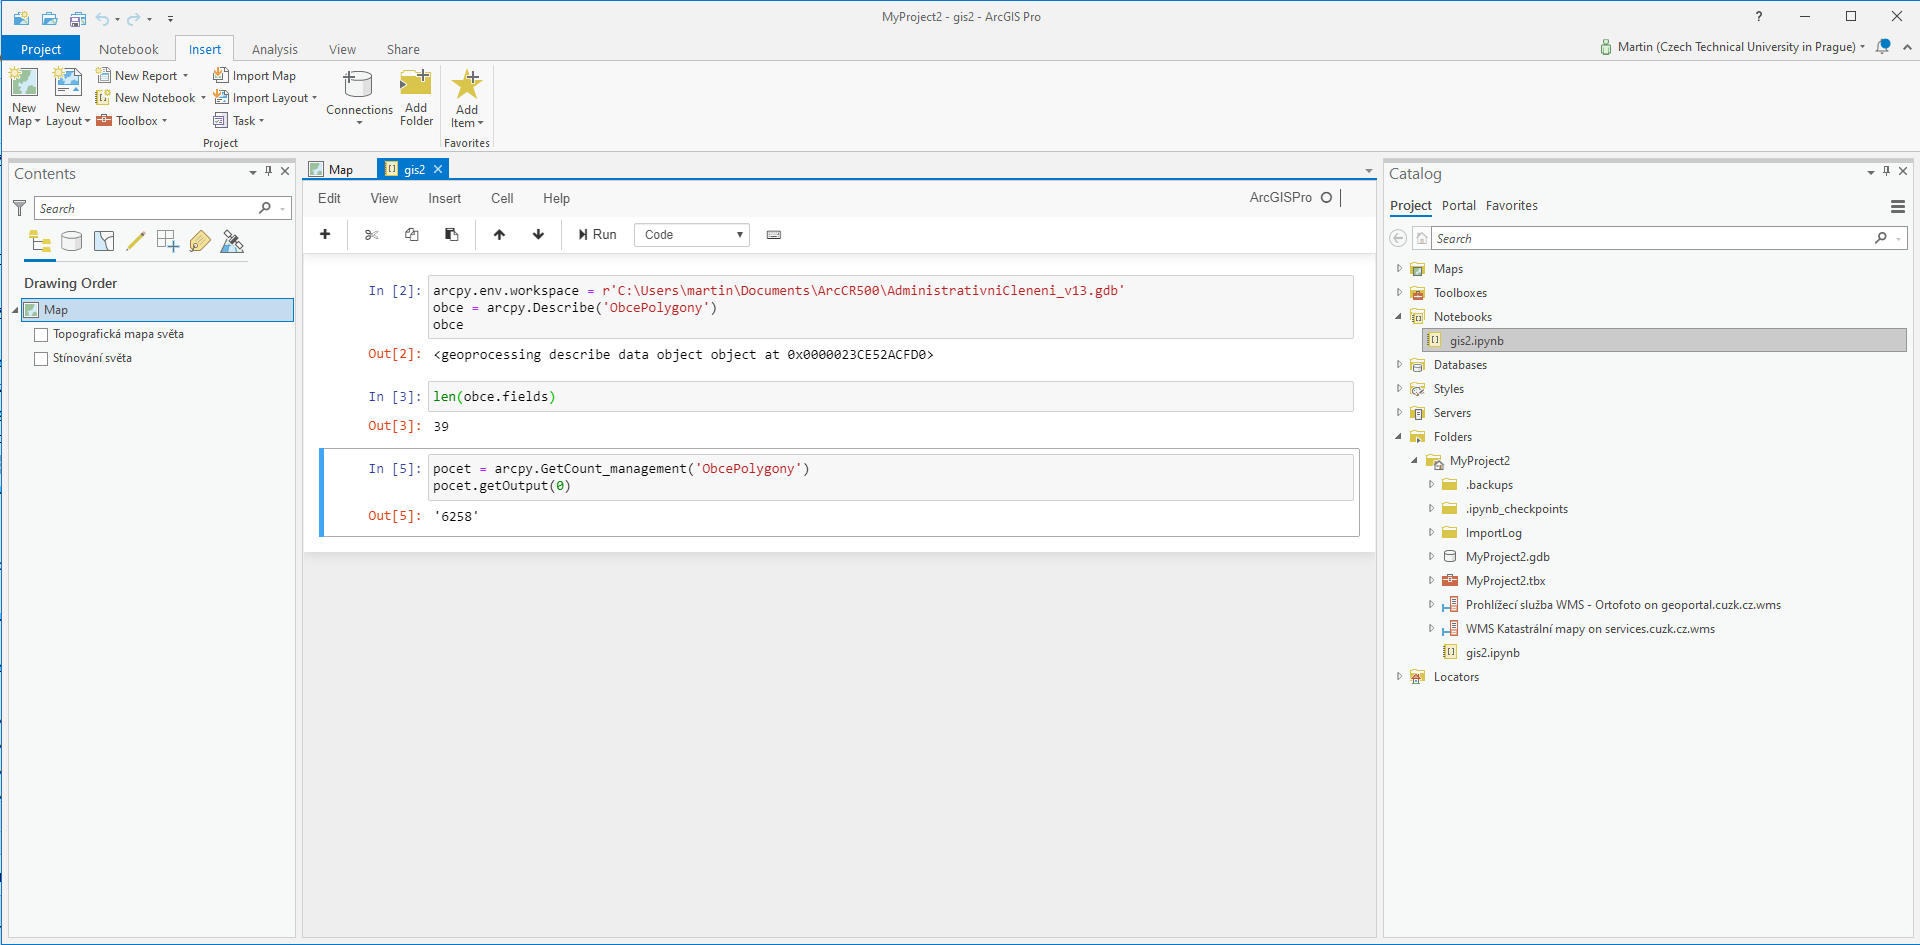 MyProject2 - gis2 - ArcGIS Pro
?
Project Notebook Insert Analysis View Share
Martin (Czech Technical University in Prague)
New Map
New Layout
New Report
New Notebook
Toolbox
Import Map
Import Layout
Task
Connections
Add Folder
Add Item
Project
Favorites
Contents
Search
Drawing Order
Map
Topografická mapa světa
Stínování světa
Map gis2
Edit View Insert Cell Help
ArcGISPro
Run Code
In [2]: arcpy.env.workspace = r'C:\Users\martin\Documents\ArcCR500\AdministrativniCleneni_v13.gdb'
obce = arcpy.Describe('ObcePolygony')
obce
Out[2]: <geoprocessing describe data object object at 0x0000023CE52ACFD0>
In [3]: len(obce.fields)
Out[3]: 39
In [5]: pocet = arcpy.GetCount_management('ObcePolygony')
pocet.getOutput(0)
Out[5]: '6258'
Catalog
Project Portal Favorites
Search
Maps
Toolboxes
Notebooks
gis2.ipynb
Databases
Styles
Servers
Folders
MyProject2
.backups
.ipynb_checkpoints
ImportLog
MyProject2.gdb
MyProject2.tbx
Prohlížecí služba WMS - Ortofoto on geoportal.cuzk.cz.wms
WMS Katastrální mapy on services.cuzk.cz.wms
gis2.ipynb
Locators